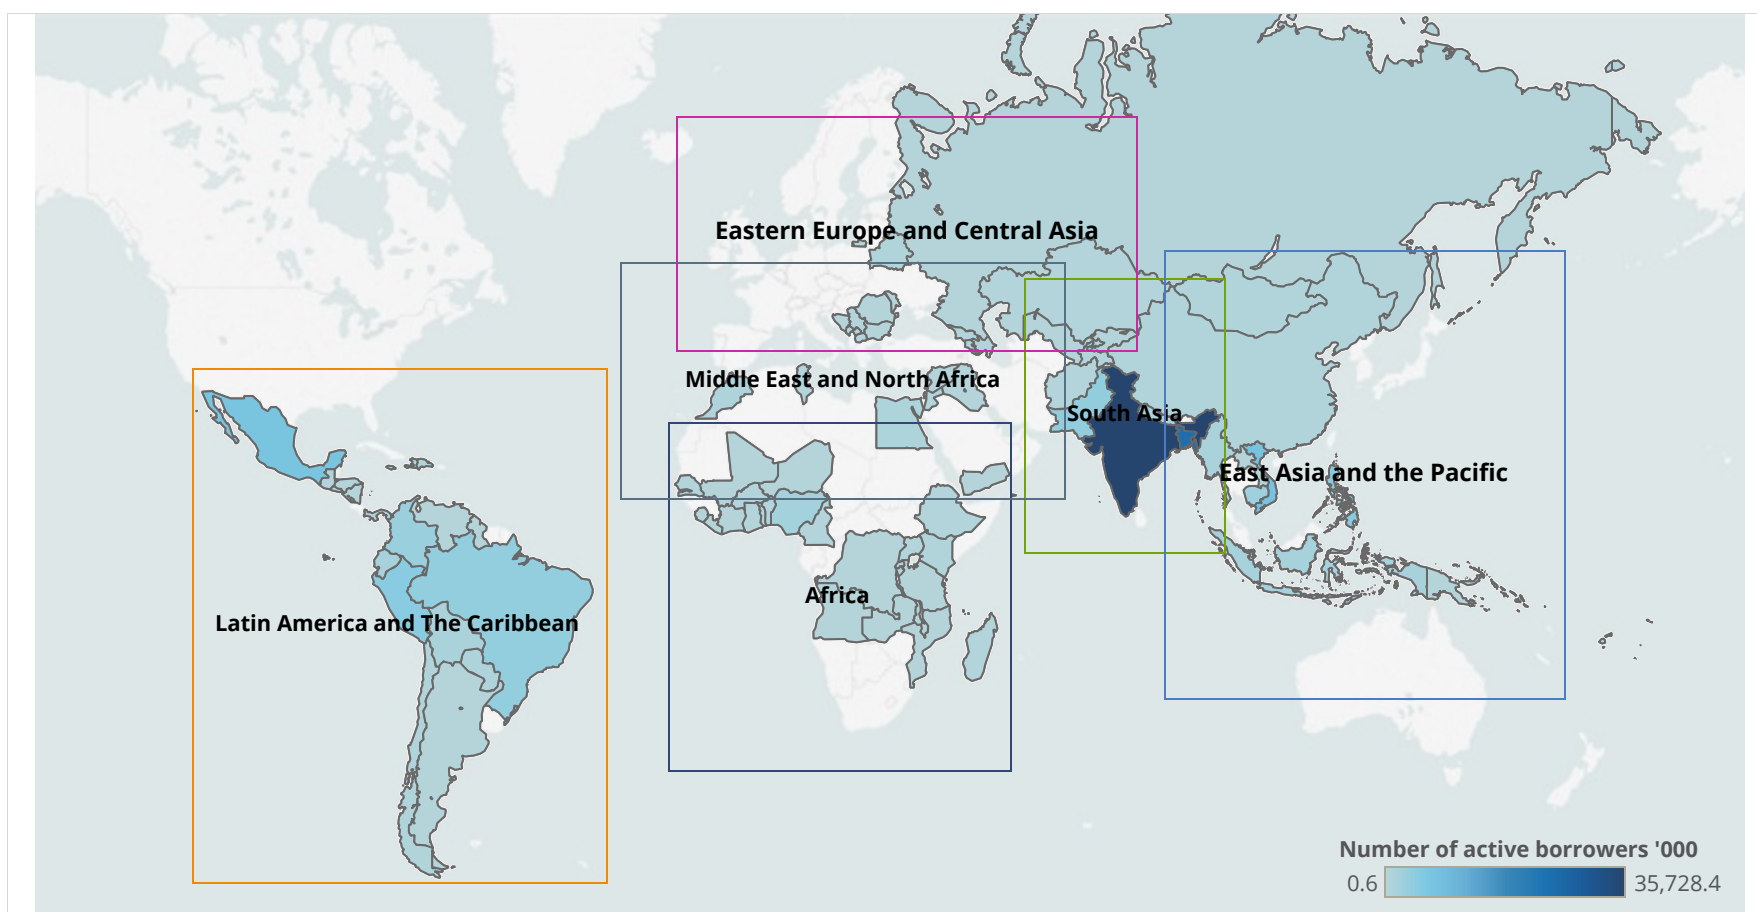 Eastern Europe and Central Asia
Middle East and North Africa
South Asia
East Asia and the Pacific
Africa
Latin America and The Caribbean
Number of active borrowers '000
0.6 35,728.4